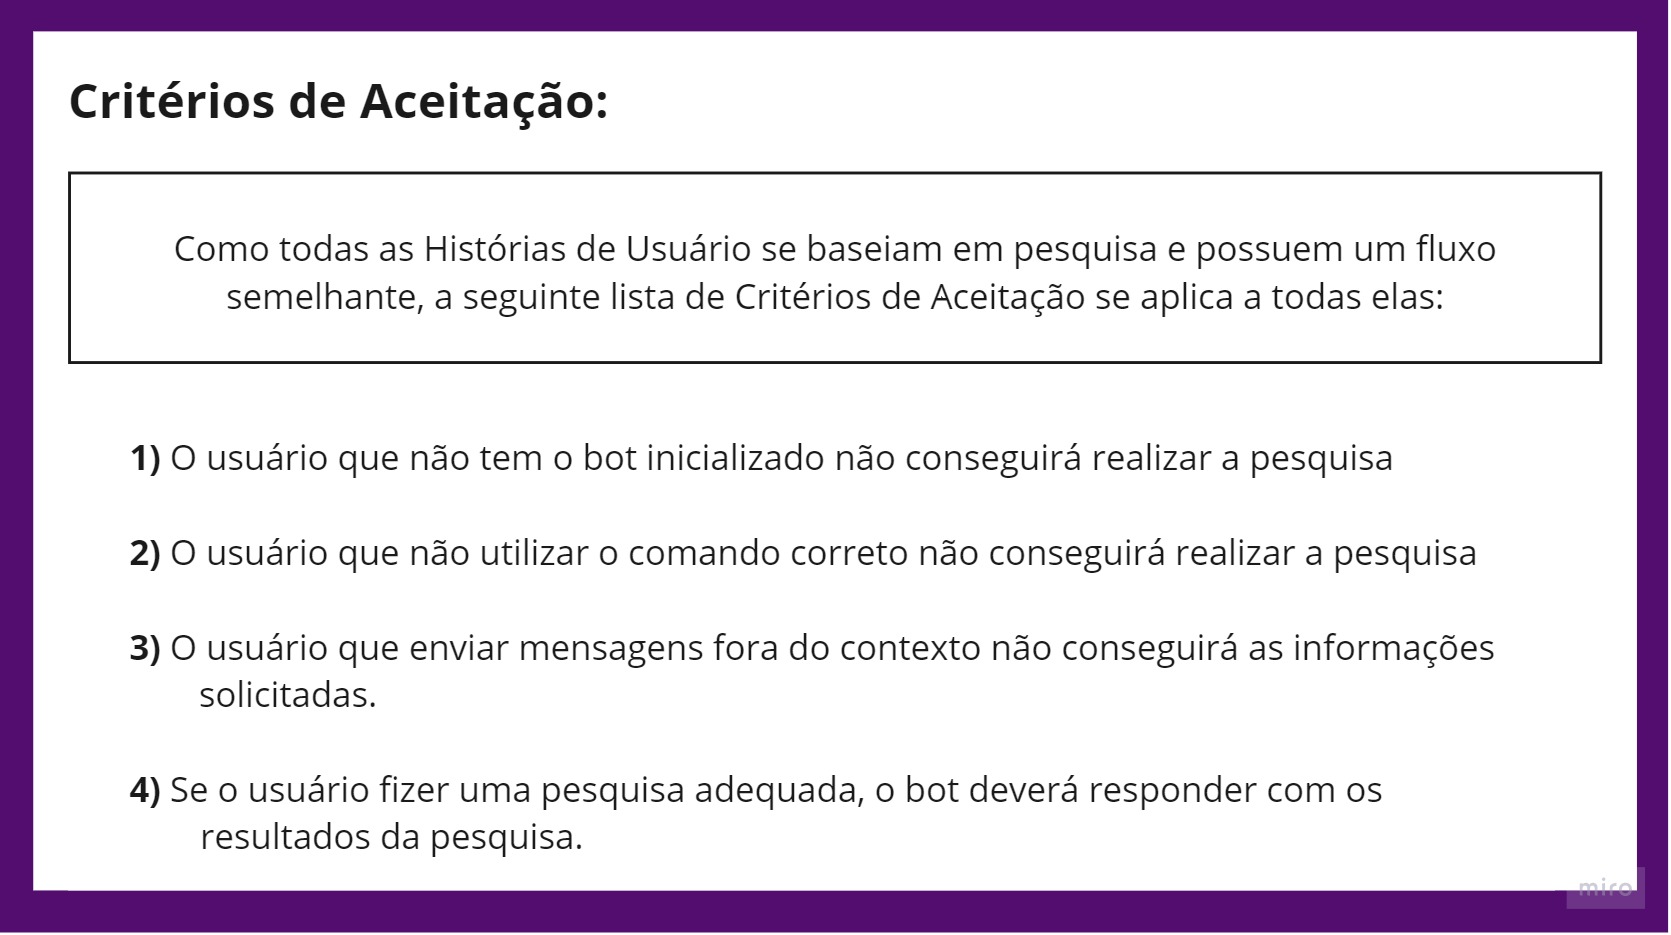 Critérios de Aceitação:
Como todas as Histórias de Usuário se baseiam em pesquisa e possuem um fluxo
semelhante, a seguinte lista de Critérios de Aceitação se aplica a todas elas:
1) O usuário que não tem o bot inicializado não conseguirá realizar a pesquisa
2) O usuário que não utilizar o comando correto não conseguirá realizar a pesquisa
3) O usuário que enviar mensagens fora do contexto não conseguirá as informações
solicitadas.
4) Se o usuário fizer uma pesquisa adequada, o bot deverá responder com os
resultados da pesquisa.
miro